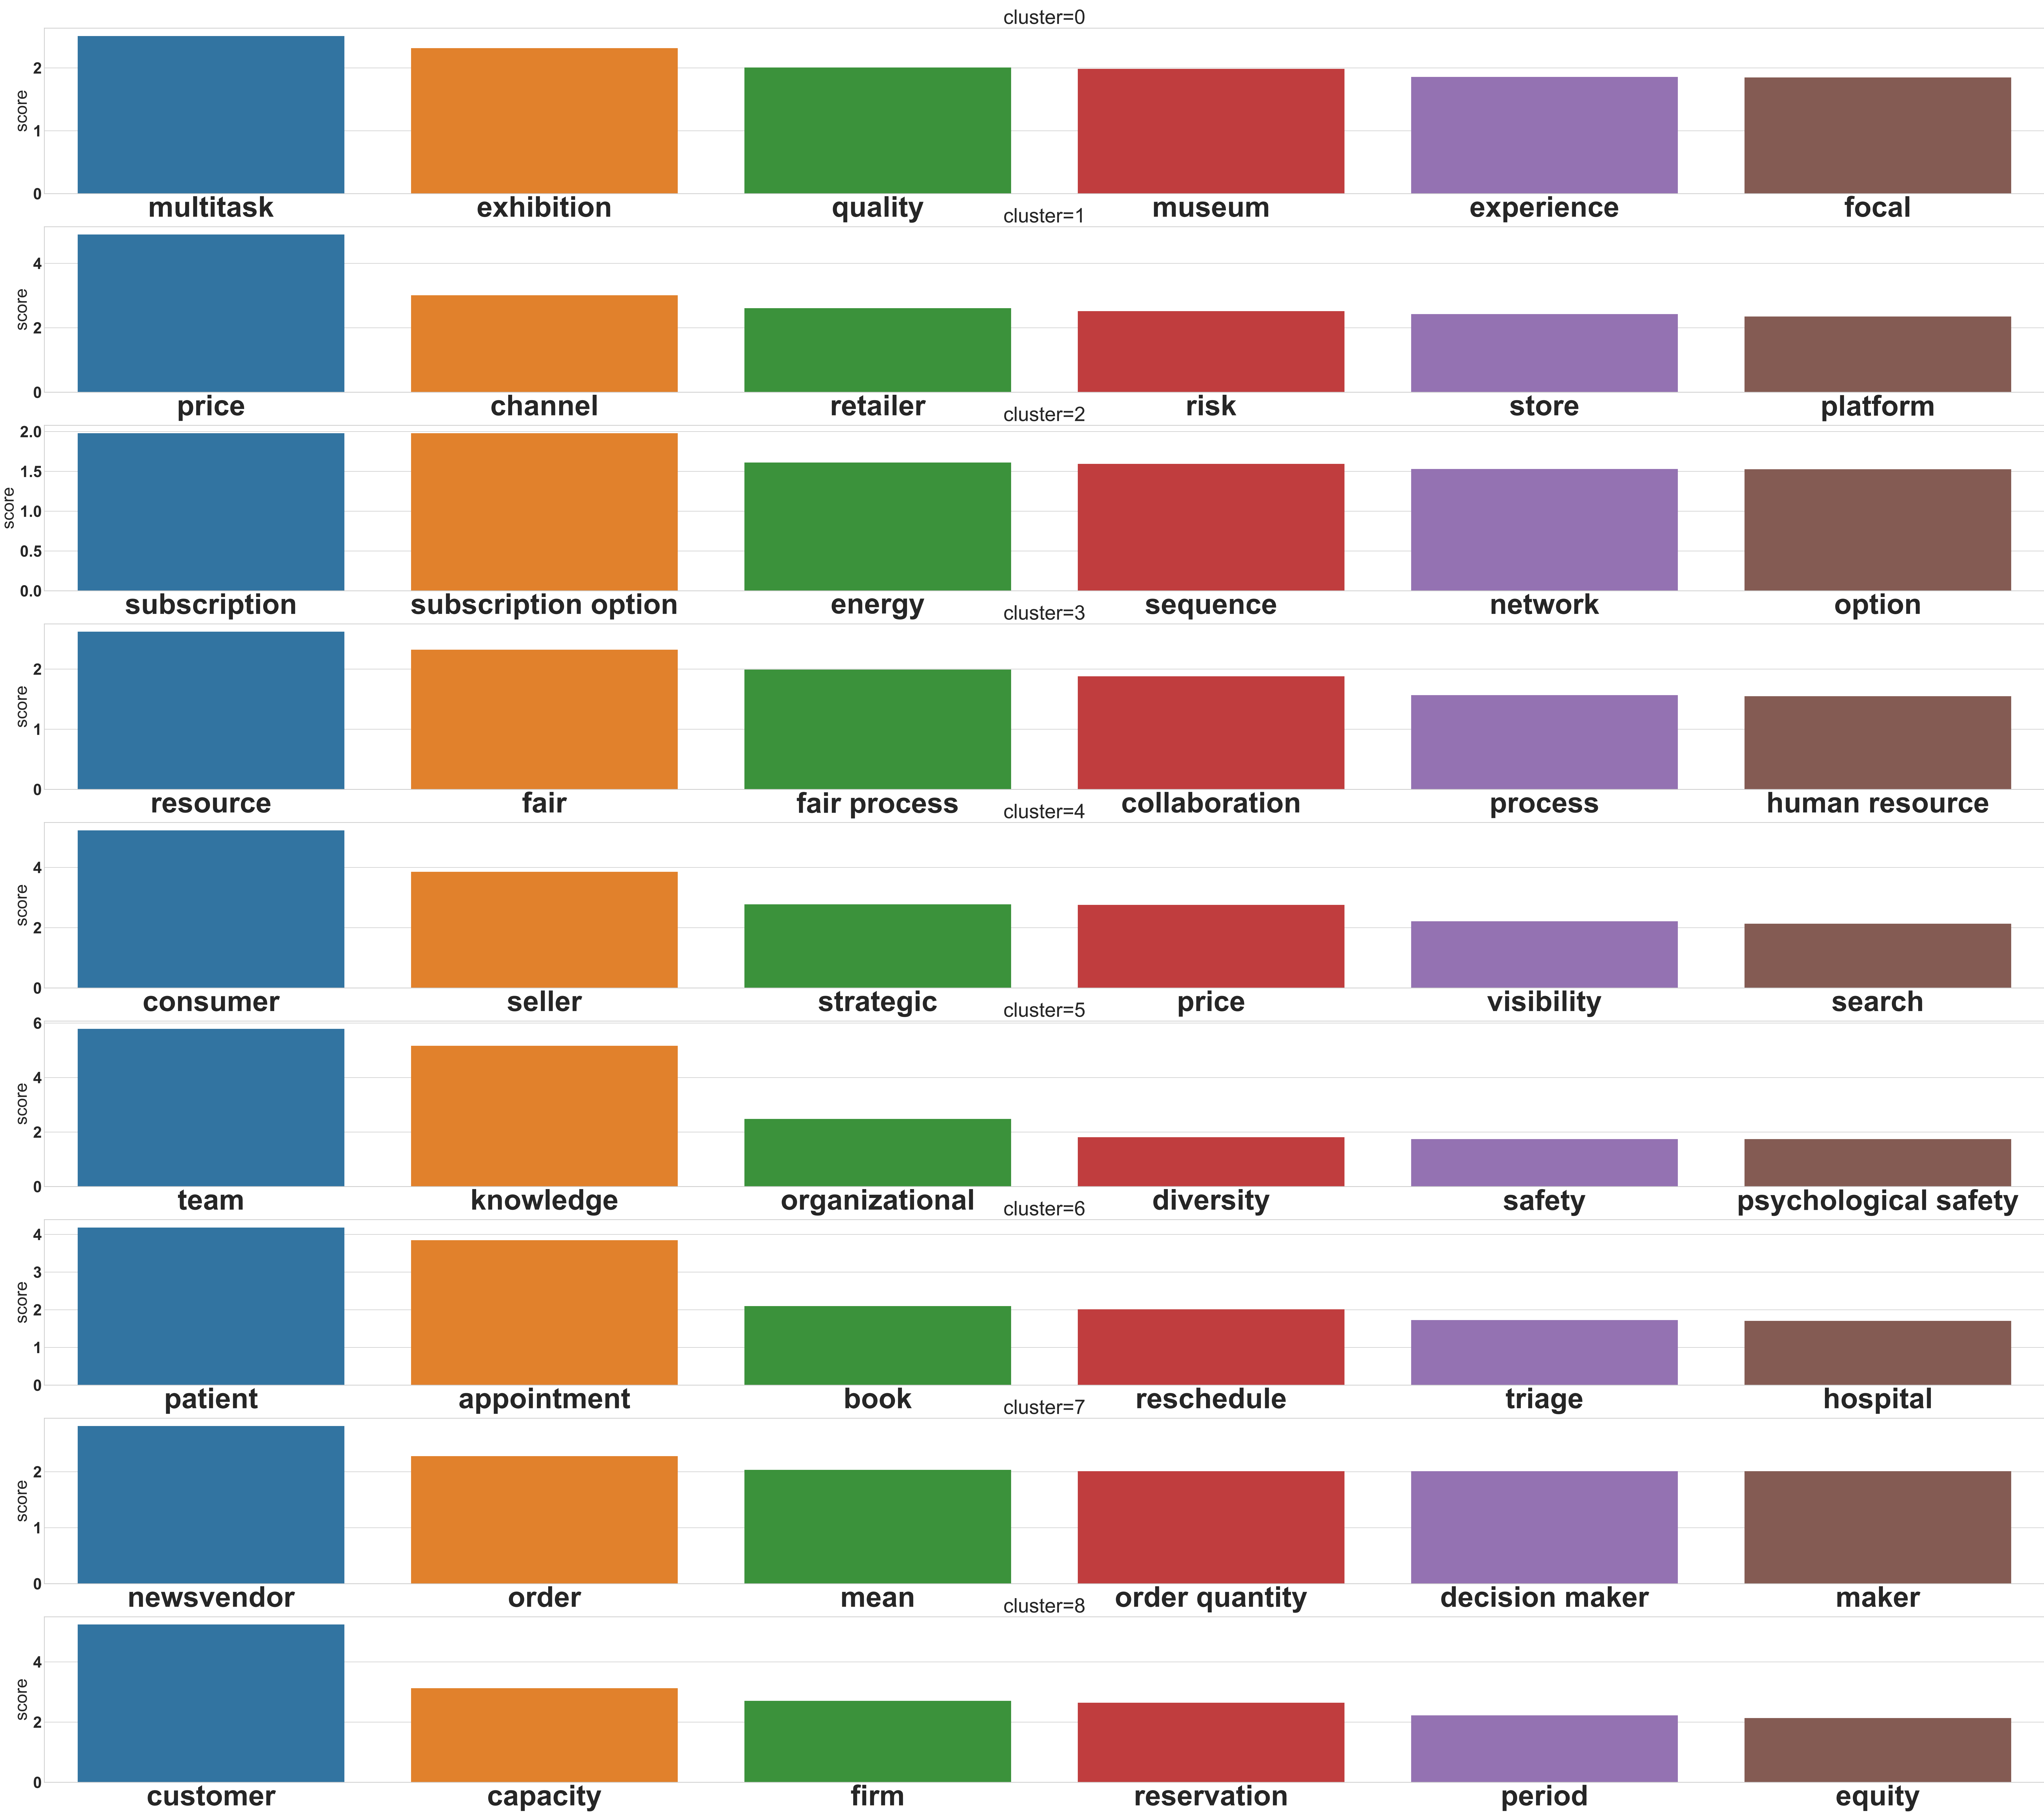 cluster=0
2
1
0
score
multitask exhibition quality museum experience focal
cluster=1
4
2
0
score
price channel retailer risk store platform
cluster=2
2.0
1.5
1.0
0.5
0.0
score
subscription subscription option energy sequence network option
cluster=3
2
1
0
score
resource fair fair process collaboration process human resource
cluster=4
4
2
0
score
consumer seller strategic price visibility search
cluster=5
6
4
2
0
score
team knowledge organizational diversity safety psychological safety
cluster=6
4
3
2
1
0
score
patient appointment book reschedule triage hospital
cluster=7
2
1
0
score
newsvendor order mean order quantity decision maker maker
cluster=8
4
2
0
score
customer capacity firm reservation period equity